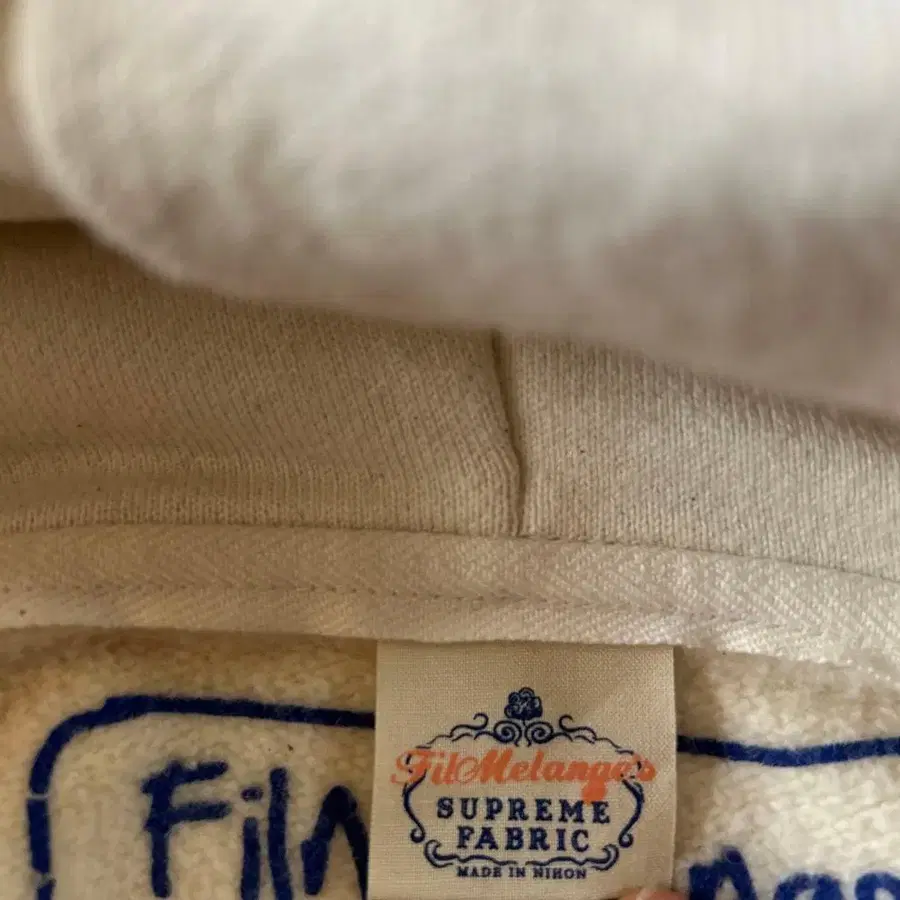 FilMelange's
SUPREME
FABRIC
MADE IN NIHON
Fil